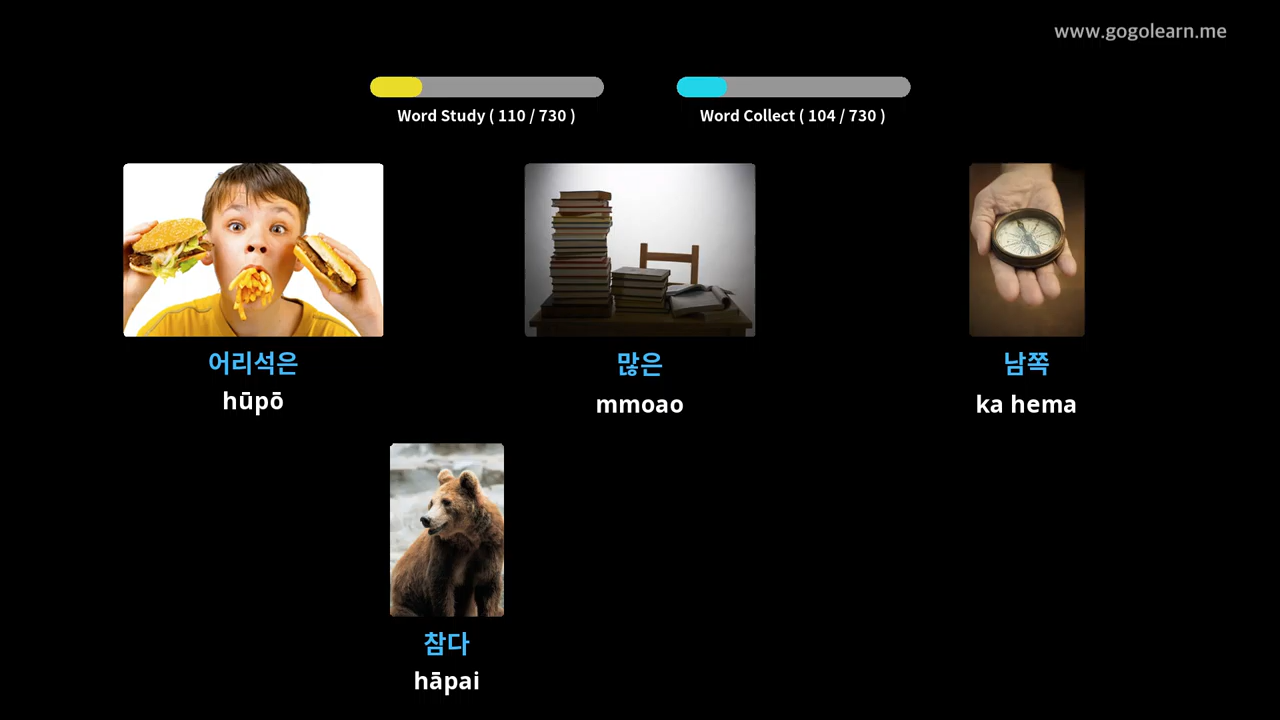 www.gogolearn.me
Word Study ( 110 / 730 )
Word Collect ( 104 / 730 )
어리석은
hūpō
많은
mmoao
남쪽
ka hema
참다
hāpai